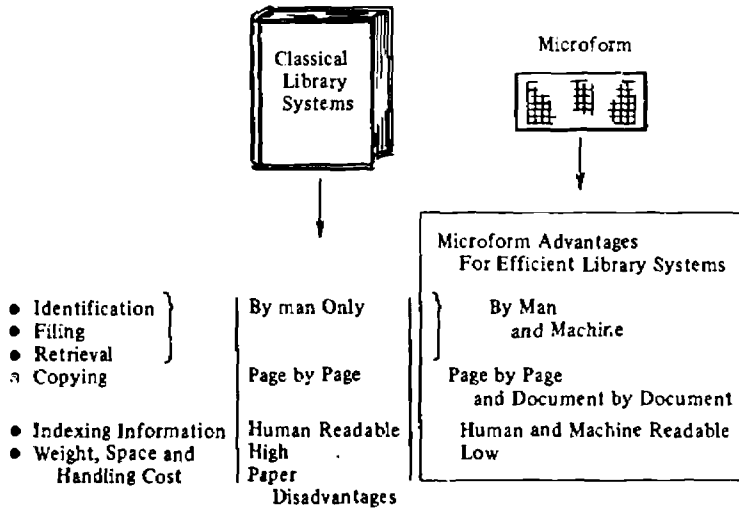 Classical
Library
Systems
Microform
Microform Advantages
For Efficient Library Systems
• Identification
• Filing
• Retrieval
By man Only
By Man
and Machine
• Copying
Page by Page
Page by Page
and Document by Document
• Indexing Information
Human Readable
Human and Machine Readable
• Weight, Space and
Handling Cost
High
Low
Paper
Disadvantages